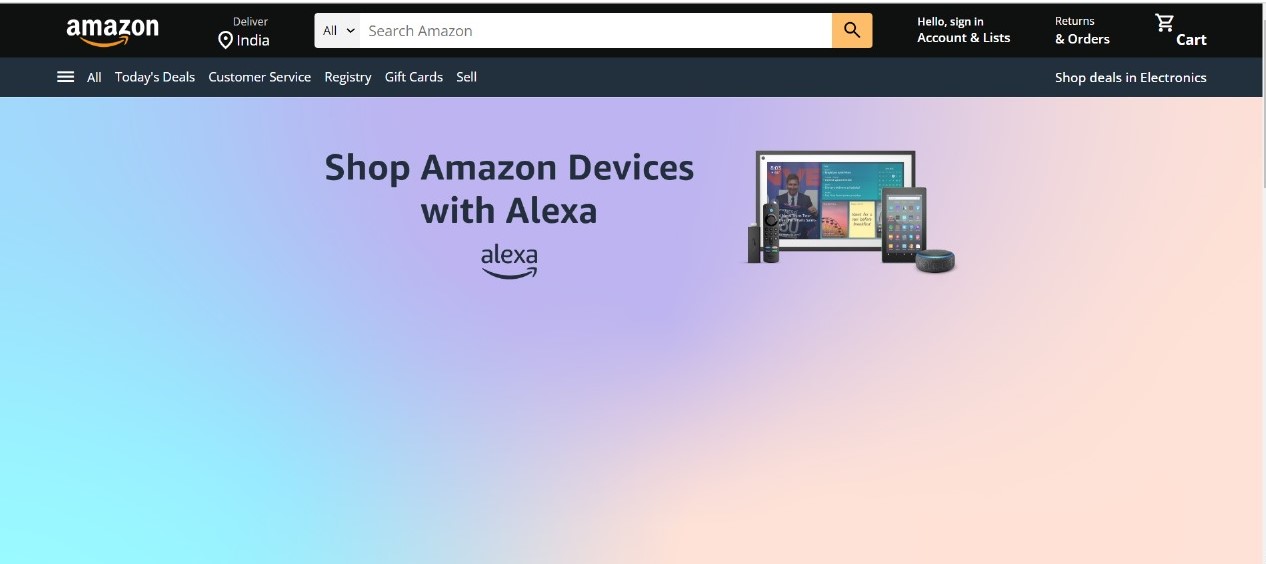 amazon
Deliver
India
All
Search Amazon
Hello, sign in
Account & Lists
Returns
& Orders
Cart
All
Today's Deals
Customer Service
Registry
Gift Cards
Sell
Shop deals in Electronics
Shop Amazon Devices
with Alexa
alexa